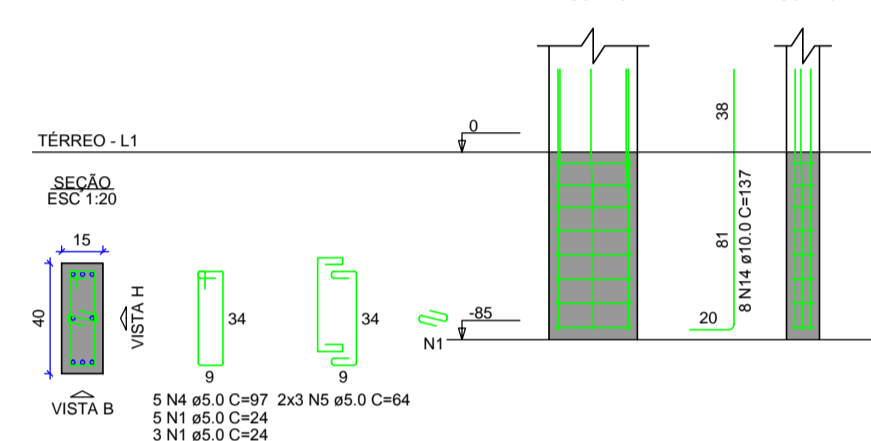 TÉRREO - L1
SEÇÃO
ESC 1:20
15
40
VISTA H
VISTA B
34
9
34
9
N1
5 N4 ø5.0 C=97
5 N1 ø5.0 C=24
3 N1 ø5.0 C=24
2x3 N5 ø5.0 C=64
0
-85
38
81
20
8 N14 ø10.0 C=137